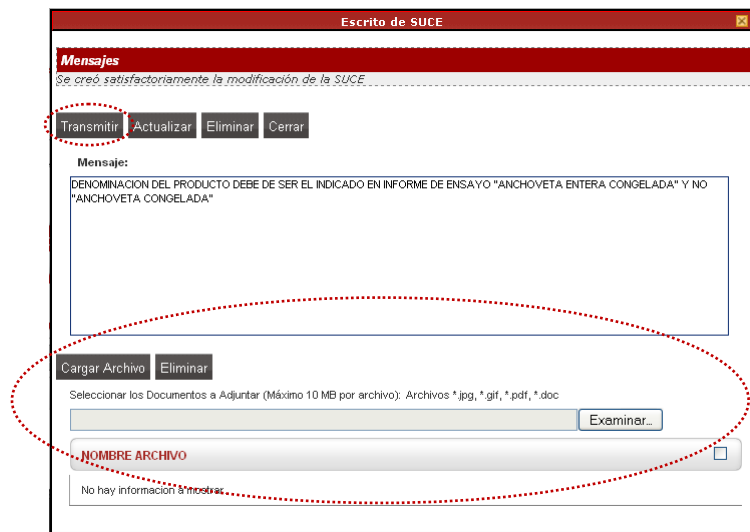 Escrito de SUCE
Mensajes
Se creó satisfactoriamente la modificación de la SUCE
Transmitir Actualizar Eliminar Cerrar
Mensaje:
DENOMINACION DEL PRODUCTO DEBE DE SER EL INDICADO EN INFORME DE ENSAYO "ANCHOVETA ENTERA CONGELADA" Y NO
"ANCHOVETA CONGELADA"
Cargar Archivo Eliminar
Seleccionar los Documentos a Adjuntar (Máximo 10 MB por archivo): Archivos *.jpg, *.gif, *.pdf, *.doc
Examinar...
NOMBRE ARCHIVO
No hay informacion a mostrar